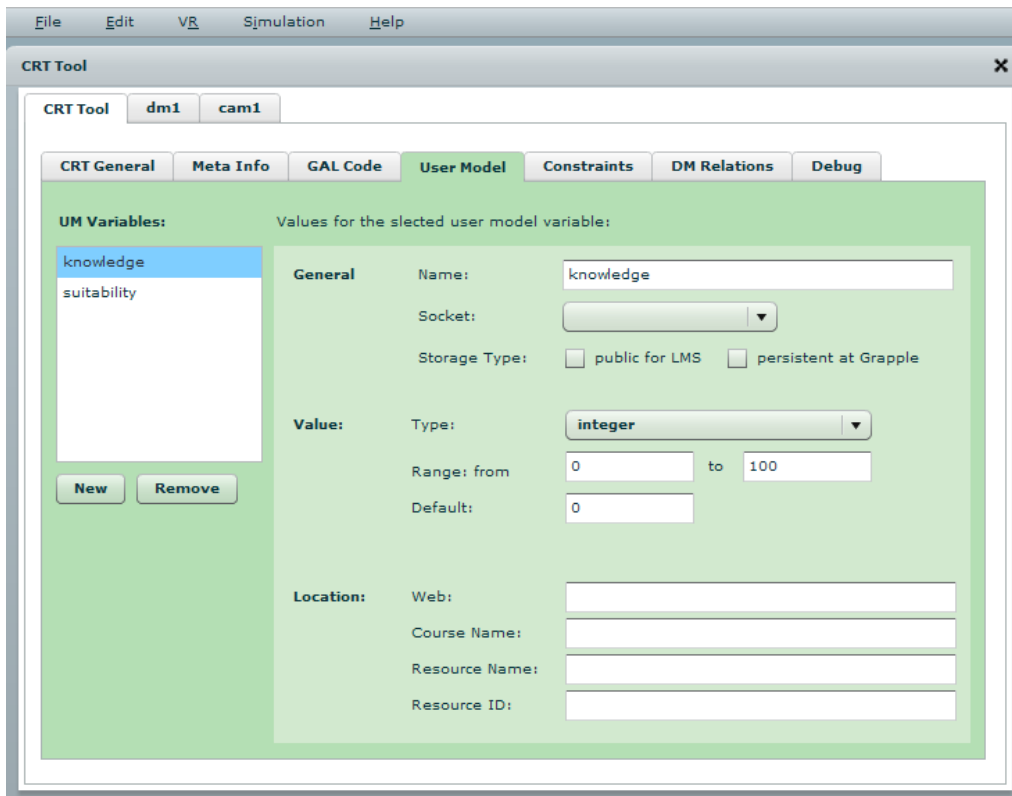 File Edit VR Simulation Help
CRT Tool
CRT Tool dm1 cam1
CRT General Meta Info GAL Code User Model Constraints DM Relations Debug
UM Variables: Values for the slected user model variable:
knowledge
suitability
New Remove
General Name: knowledge
Socket:
Storage Type: public for LMS persistent at Grapple
Value: Type: integer
Range: from 0 to 100
Default: 0
Location: Web:
Course Name:
Resource Name:
Resource ID: